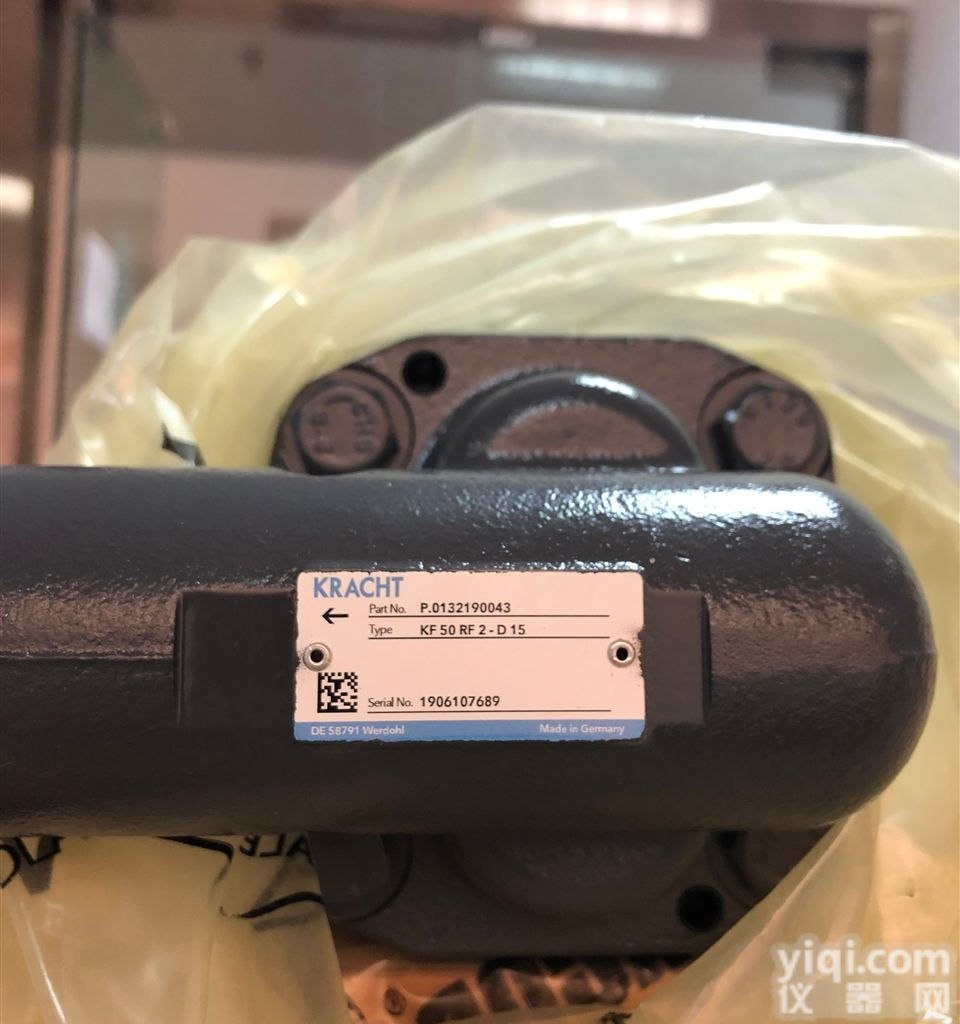 KRACHT
← Part No. P.0132190043
Type KF 50 RF 2 - D 15
Serial No. 1906107689
DE 58791 Werdohl Made in Germany
yiqi.com
仪器网